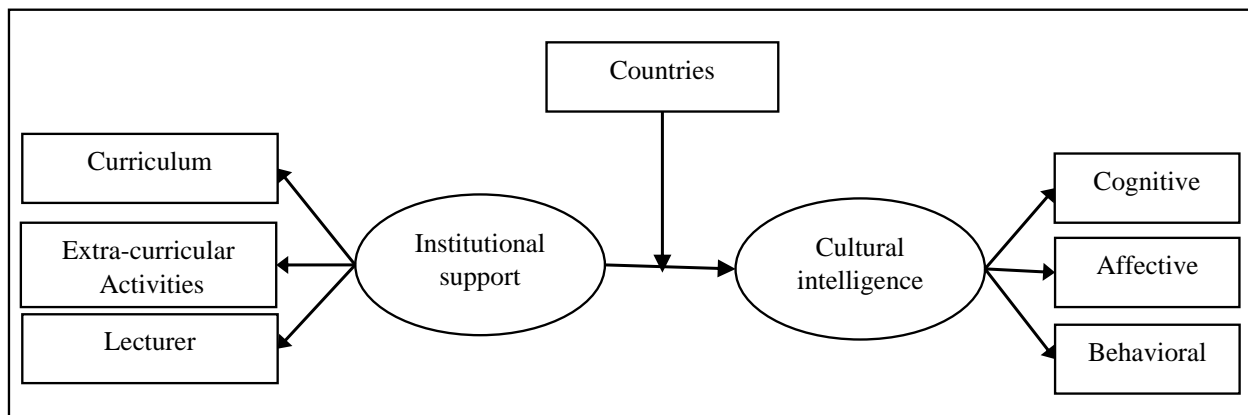 Countries
Curriculum
Extra-curricular
Activities
Lecturer
Institutional
support
Cultural
intelligence
Cognitive
Affective
Behavioral